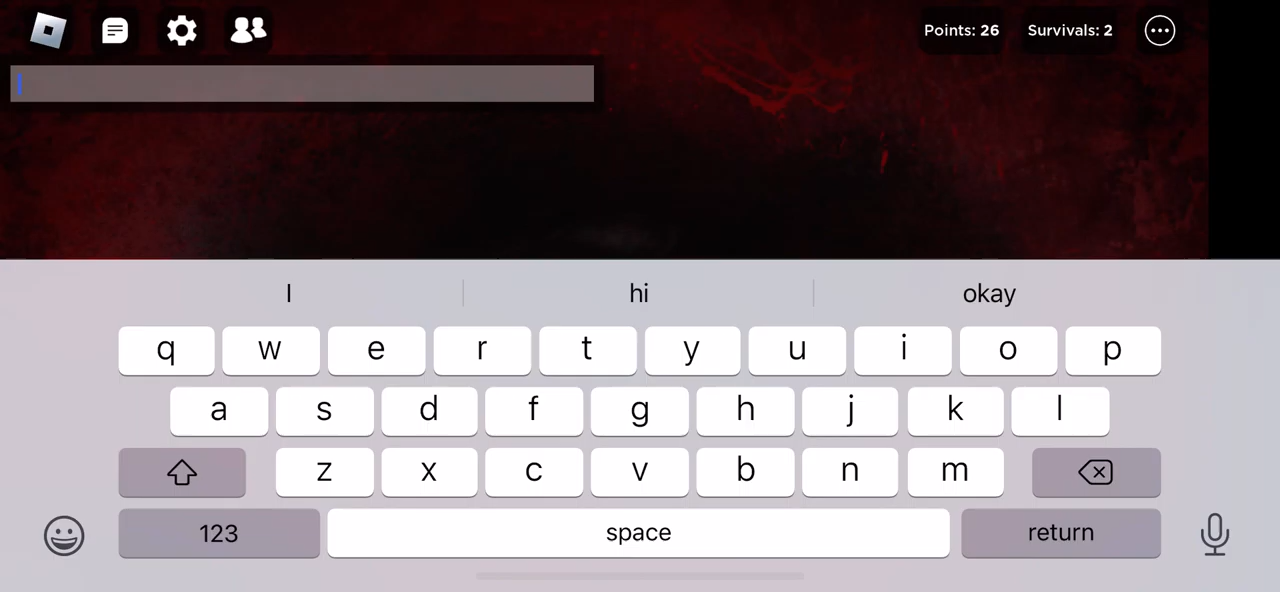 Points: 26 Survivals: 2
I hi okay
q w e r t y u i o p
a s d f g h j k l
z x c v b n m
123 space return